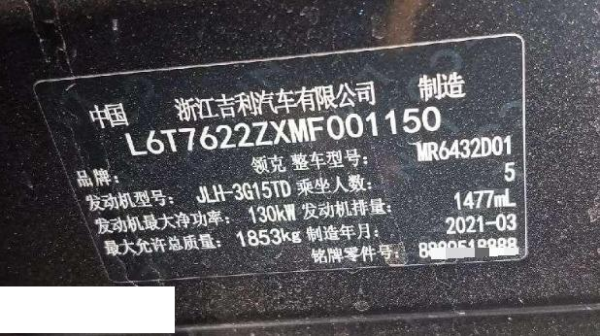 中国 浙江吉利汽车有限公司 制造
L6T7622ZXMF001150
品牌: 领克 整车型号: MR6432D01
发动机型号: JLH-3G15TD 乘坐人数: 5
发动机最大净功率: 130kW 发动机排量: 1477mL
最大允许总质量: 1853kg 制造年月: 2021-03
铭牌零件号: